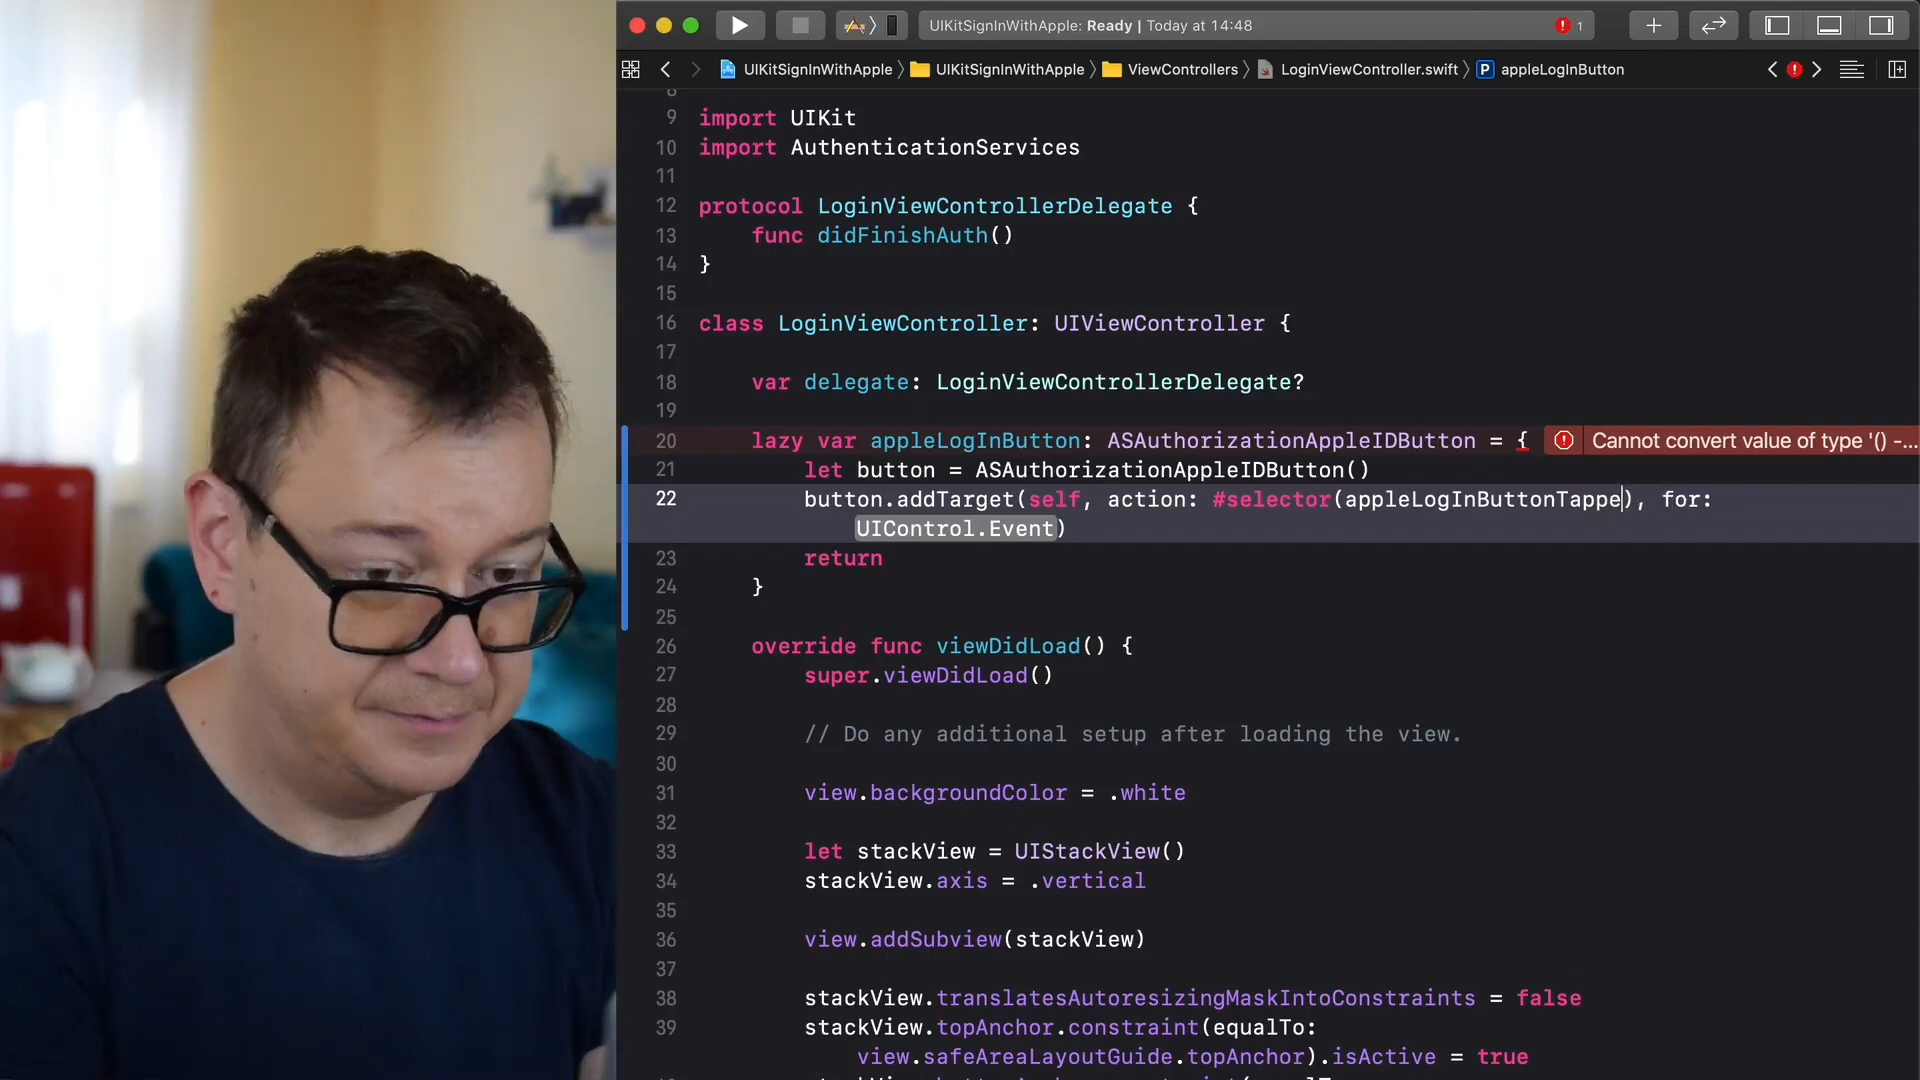 UIKitSignInWithApple: Ready | Today at 14:48 1
UIKitSignInWithApple UIKitSignInWithApple ViewControllers LoginViewController.swift P appleLogInButton
8
9 import UIKit
10 import AuthenticationServices
11
12 protocol LoginViewControllerDelegate {
13 func didFinishAuth()
14 }
15
16 class LoginViewController: UIViewController {
17
18 var delegate: LoginViewControllerDelegate?
19
20 lazy var appleLogInButton: ASAuthorizationAppleIDButton = { Cannot convert value of type '() -...
21 let button = ASAuthorizationAppleIDButton()
22 button.addTarget(self, action: #selector(appleLogInButtonTappe), for:
UIControl.Event)
23 return
24 }
25
26 override func viewDidLoad() {
27 super.viewDidLoad()
28
29 // Do any additional setup after loading the view.
30
31 view.backgroundColor = .white
32
33 let stackView = UIStackView()
34 stackView.axis = .vertical
35
36 view.addSubview(stackView)
37
38 stackView.translatesAutoresizingMaskIntoConstraints = false
39 stackView.topAnchor.constraint(equalTo:
view.safeAreaLayoutGuide.topAnchor).isActive = true